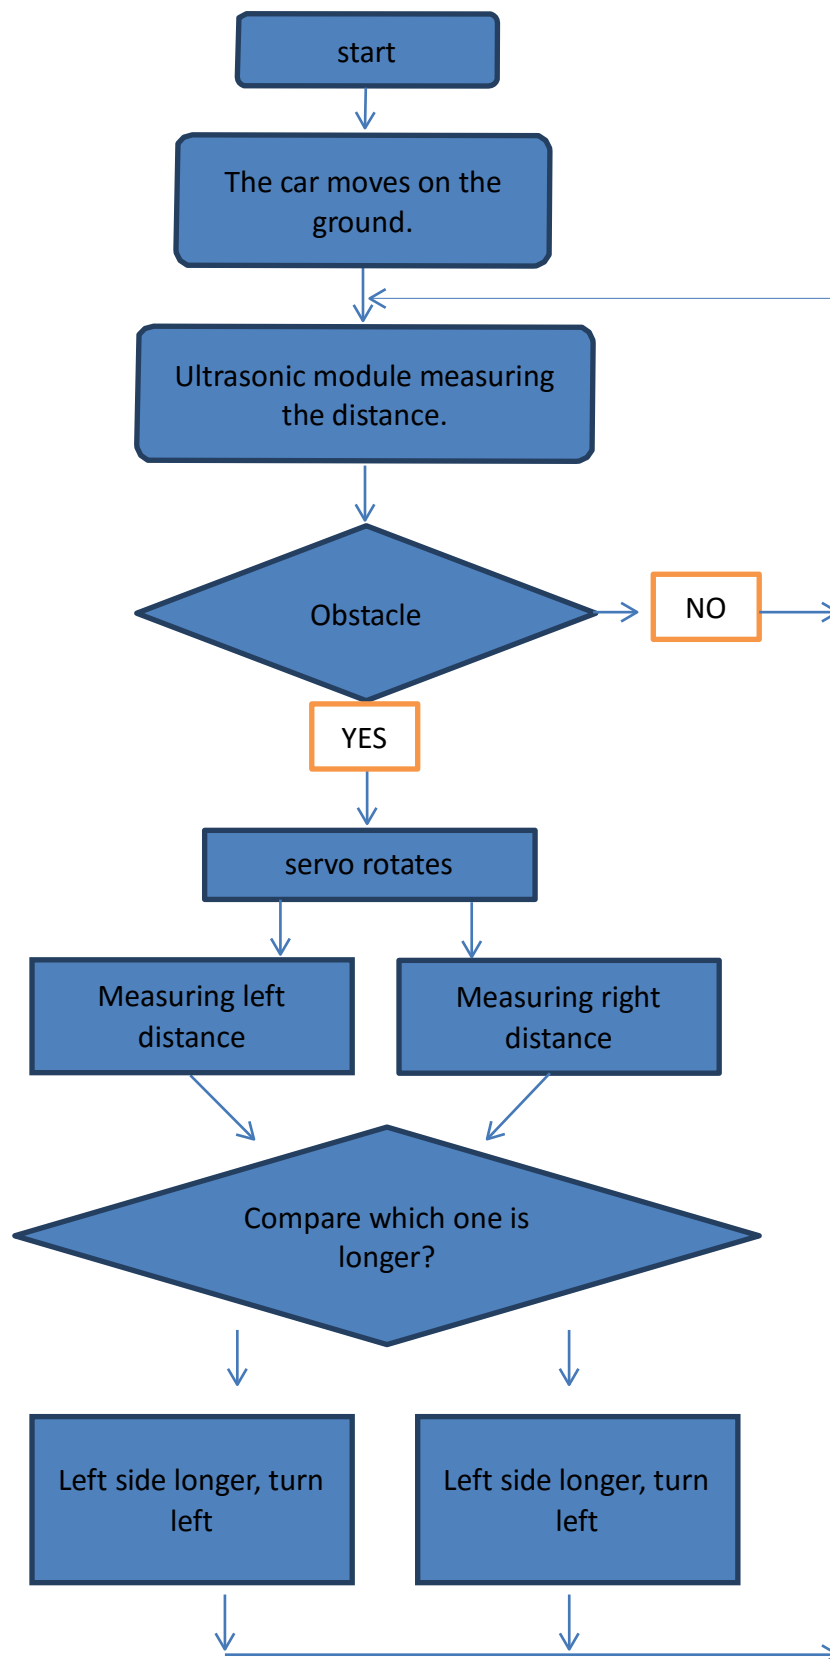 start
The car moves on the
ground.
Ultrasonic module measuring
the distance.
Obstacle
NO
YES
servo rotates
Measuring left
distance
Measuring right
distance
Compare which one is
longer?
Left side longer, turn
left
Left side longer, turn
left